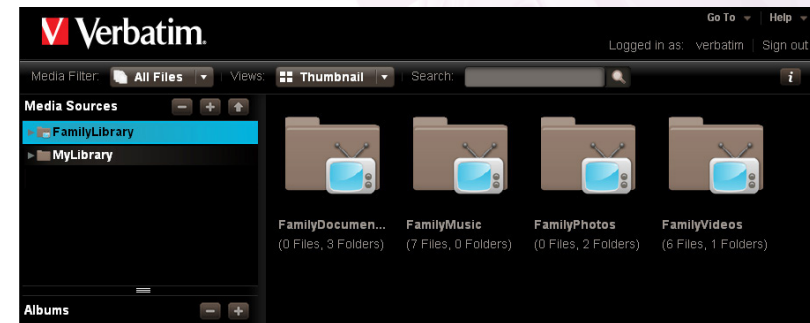 Verbatim.
Go To | Help
Logged in as: verbatim | Sign out
Media Filter: All Files | Views: Thumbnail | Search: i
Media Sources - +
FamilyLibrary
MyLibrary
FamilyDocumen... FamilyMusic FamilyPhotos FamilyVideos
(0 Files, 3 Folders) (7 Files, 0 Folders) (0 Files, 2 Folders) (6 Files, 1 Folders)
Albums - +